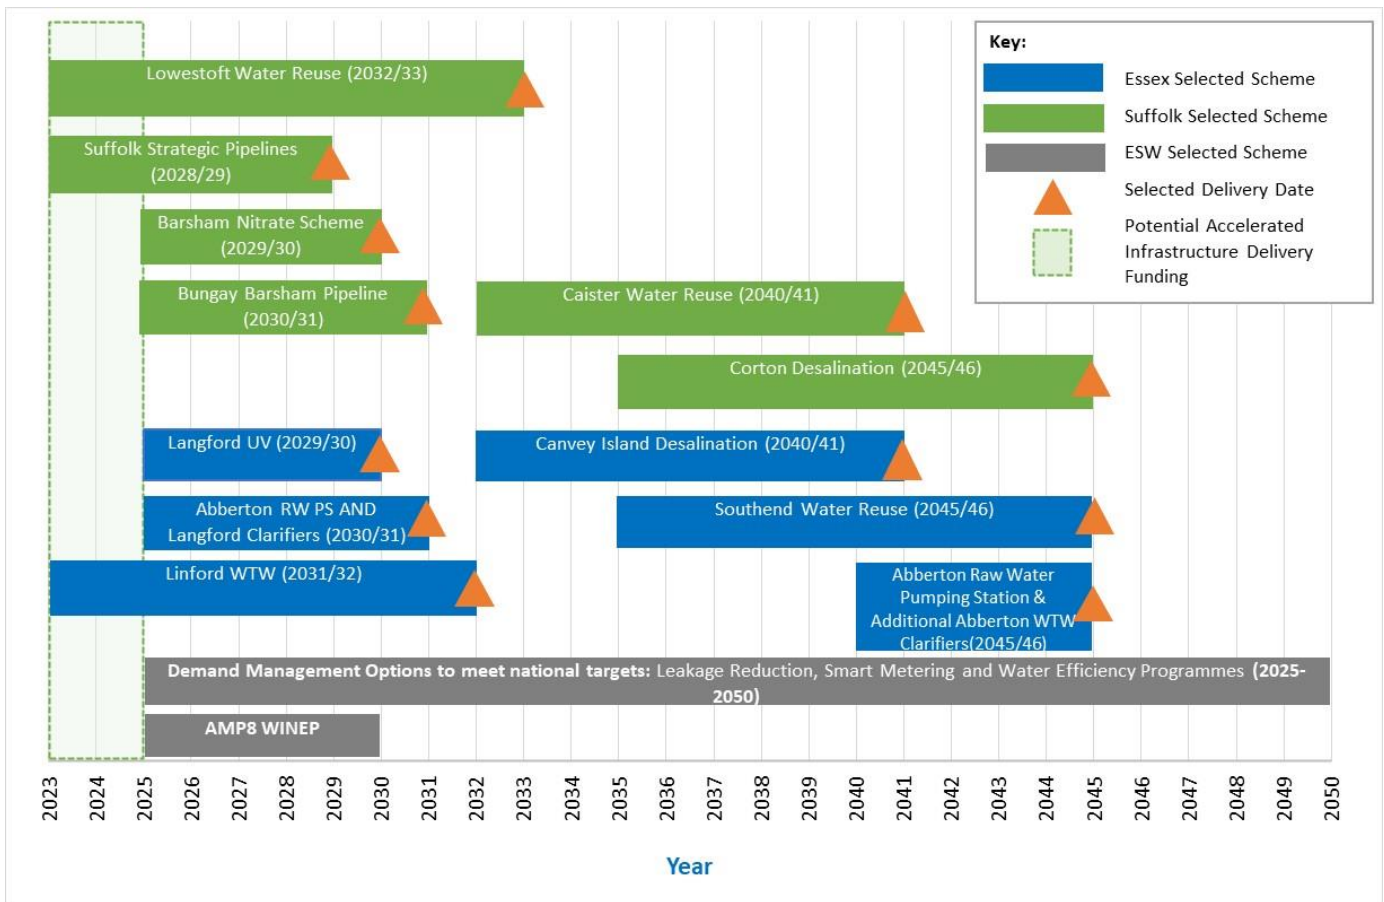 Key:
Essex Selected Scheme
Suffolk Selected Scheme
ESW Selected Scheme
Selected Delivery Date
Potential Accelerated
Infrastructure Delivery
Funding
Lowestoft Water Reuse (2032/33)
Suffolk Strategic Pipelines
(2028/29)
Barsham Nitrate Scheme
(2029/30)
Bungay Barsham Pipeline
(2030/31)
Caister Water Reuse (2040/41)
Corton Desalination (2045/46)
Langford UV (2029/30)
Canvey Island Desalination (2040/41)
Abberton RW PS AND
Langford Clarifiers (2030/31)
Southend Water Reuse (2045/46)
Linford WTW (2031/32)
Abberton Raw Water
Pumping Station &
Additional Abberton WTW
Clarifiers(2045/46)
Demand Management Options to meet national targets: Leakage Reduction, Smart Metering and Water Efficiency Programmes (2025-
2050)
AMP8 WINEP
2023
2024
2025
2026
2027
2028
2029
2030
2031
2032
2033
2034
2035
2036
2037
2038
2039
2040
2041
2042
2043
2044
2045
2046
2047
2048
2049
2050
Year